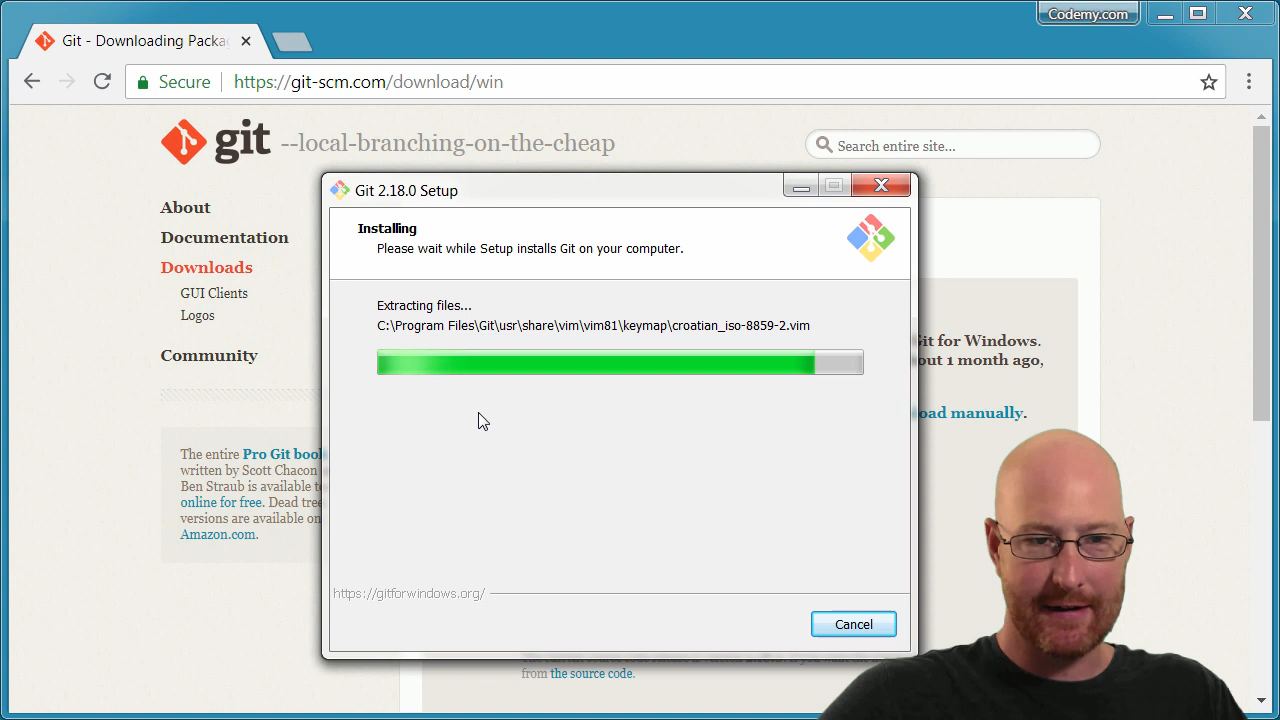 Codemy.com
Git - Downloading Packa
Secure
https://git-scm.com/download/win
git --local-branching-on-the-cheap
Search entire site...
About
Documentation
Downloads
GUI Clients
Logos
Community
The entire Pro Git book
written by Scott Chacon
Ben Straub is available to
online for free. Dead tree
versions are available on
Amazon.com.
Git 2.18.0 Setup
Installing
Please wait while Setup installs Git on your computer.
Extracting files...
C:\Program Files\Git\usr\share\vim\vim81\keymap\croatian_iso-8859-2.vim
https://gitforwindows.org/
Cancel
Git for Windows.
out 1 month ago,
oad manually.
from the source code.